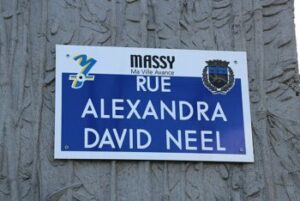 MASSY
Ma Ville Avance
RUE
ALEXANDRA
DAVID NEEL